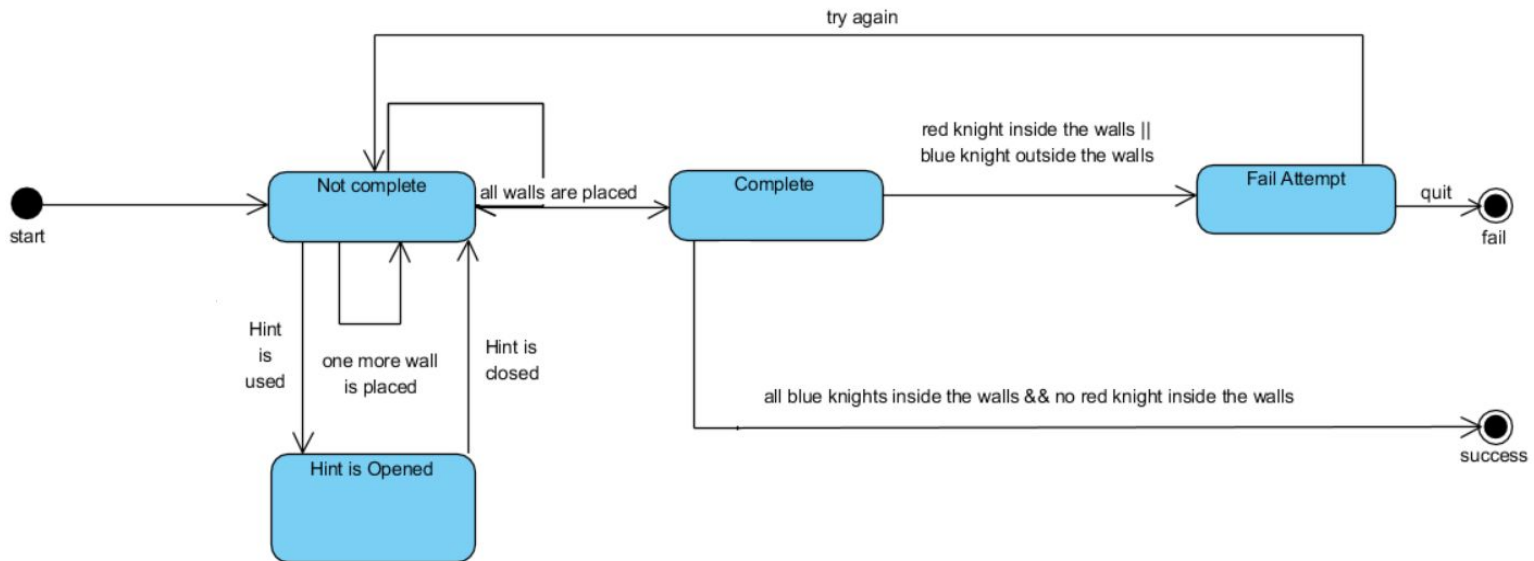 try again
red knight inside the walls ||
blue knight outside the walls
Not complete
all walls are placed
Complete
Fail Attempt
quit
start
fail
Hint
is
used
one more wall
is placed
Hint is
closed
all blue knights inside the walls && no red knight inside the walls
success
Hint is Opened